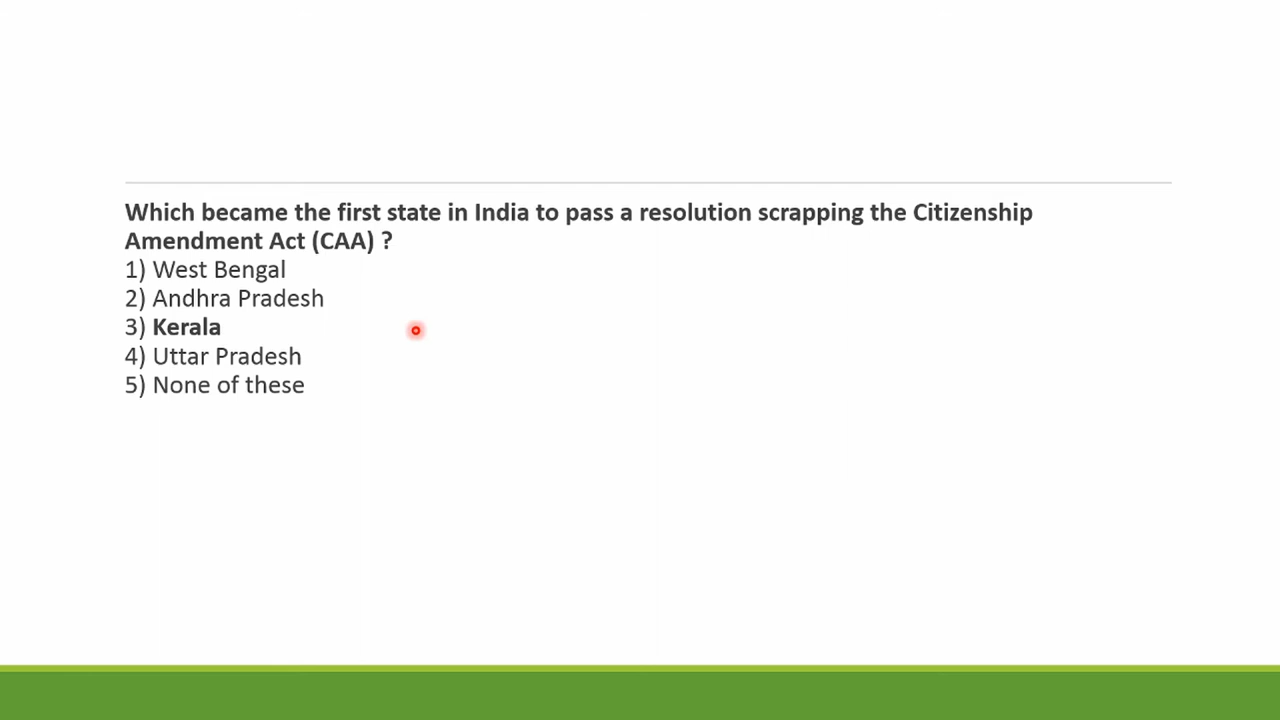 Which became the first state in India to pass a resolution scrapping the Citizenship
Amendment Act (CAA) ?
1) West Bengal
2) Andhra Pradesh
3) Kerala
4) Uttar Pradesh
5) None of these